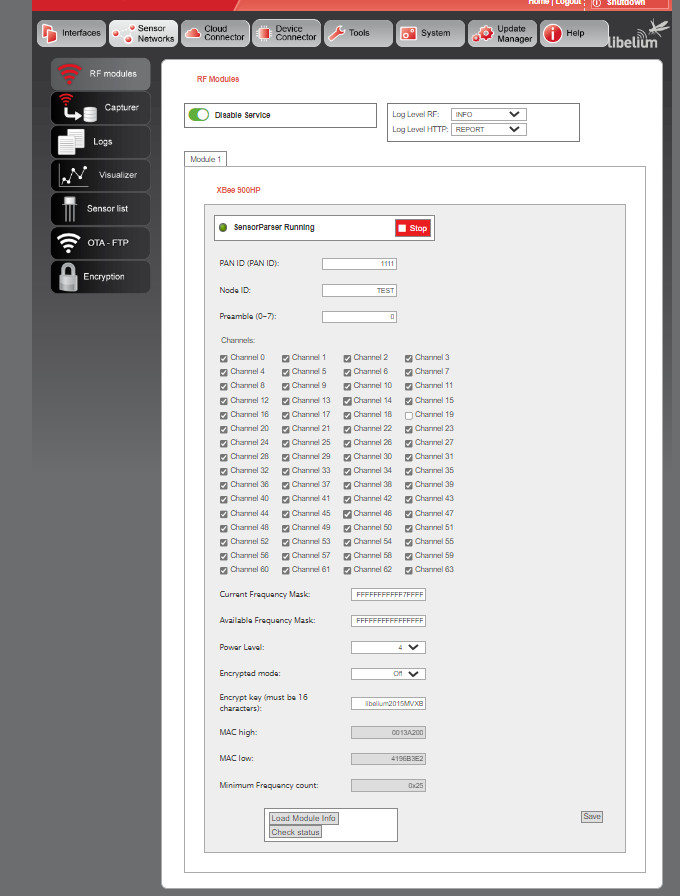 Home | Logout
Shutdown
Interfaces
Sensor
Networks
Cloud
Connector
Device
Connector
Tools
System
Update
Manager
Help
libelium
RF modules
Capturer
Logs
Visualizer
Sensor list
OTA - FTP
Encryption
RF Modules
Disable Service
Log Level RF: INFO
Log Level HTTP: REPORT
Module 1
XBee 900HP
SensorParser Running
Stop
PAN ID (PAN ID): 1111
Node ID: TEST
Preamble (0-7): 0
Channels:
Channel 0 Channel 1 Channel 2 Channel 3
Channel 4 Channel 5 Channel 6 Channel 7
Channel 8 Channel 9 Channel 10 Channel 11
Channel 12 Channel 13 Channel 14 Channel 15
Channel 16 Channel 17 Channel 18 Channel 19
Channel 20 Channel 21 Channel 22 Channel 23
Channel 24 Channel 25 Channel 26 Channel 27
Channel 28 Channel 29 Channel 30 Channel 31
Channel 32 Channel 33 Channel 34 Channel 35
Channel 36 Channel 37 Channel 38 Channel 39
Channel 40 Channel 41 Channel 42 Channel 43
Channel 44 Channel 45 Channel 46 Channel 47
Channel 48 Channel 49 Channel 50 Channel 51
Channel 52 Channel 53 Channel 54 Channel 55
Channel 56 Channel 57 Channel 58 Channel 59
Channel 60 Channel 61 Channel 62 Channel 63
Current Frequency Mask: FFFFFFFFFFF7FFFF
Available Frequency Mask: FFFFFFFFFFFFFFFF
Power Level: 4
Encrypted mode: Off
Encrypt key (must be 16
characters): libelium2015MVXB
MAC high: 0013A200
MAC low: 4196B3E2
Minimum Frequency count: 0x25
Load Module Info
Check status
Save